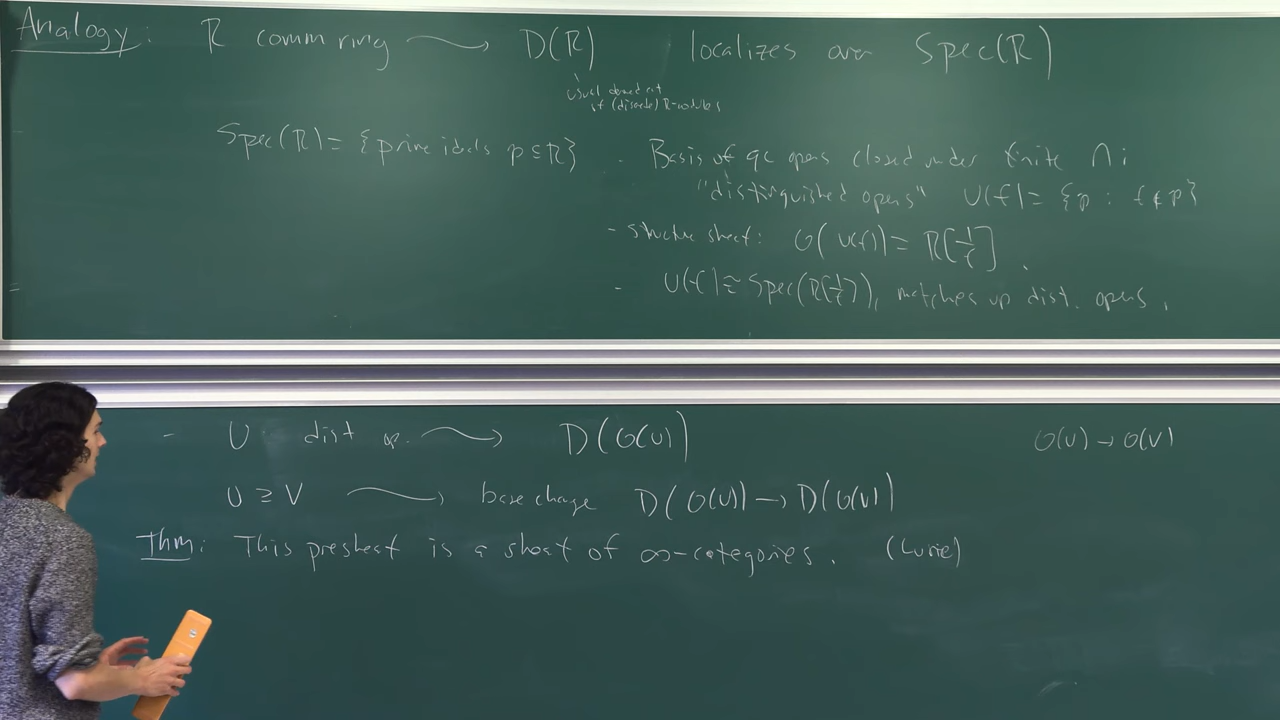 Analogy: R comm ring ⟿ D(R) localizes over Spec(R)
usual derived cat
of (discrete) R-modules
Spec(R) = {prime ideals p ⊆ R} - Basis of qc opens closed under finite ∩:
"distinguished opens" U(f) = {p : f ∉ p}
- structure sheaf: O(U(f)) = R[1/f].
- U(f) ≅ Spec(R[1/f]), matches up dist. opens.
- U dist op. ⟿ D(O(U)) O(U) → O(V)
U ⊇ V ⟿ base change D(O(U)) → D(O(V))
Thm: This presheaf is a sheaf of ∞-categories. (Lurie)